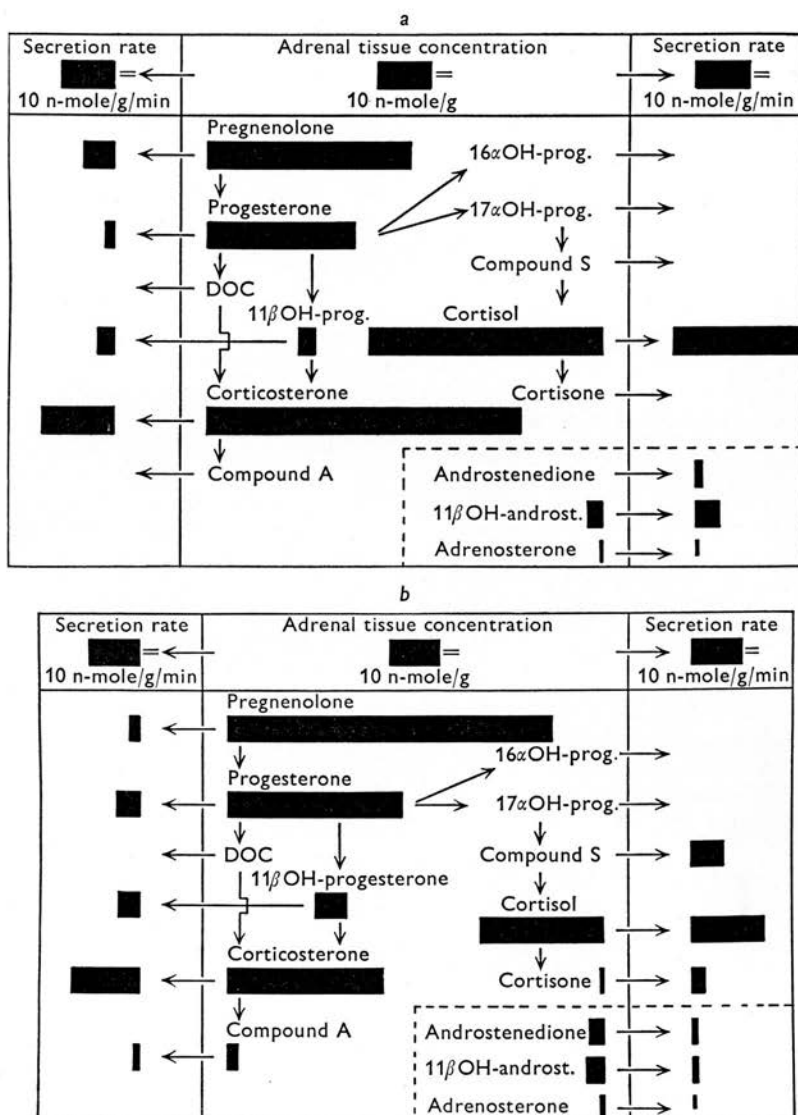 a
Secretion rate Adrenal tissue concentration Secretion rate
= = =
10 n-mole/g/min 10 n-mole/g 10 n-mole/g/min
Pregnenolone
16αOH-prog.
Progesterone 17αOH-prog.
Compound S
DOC
11βOH-prog. Cortisol
Corticosterone Cortisone
Compound A Androstenedione
11βOH-androst.
Adrenosterone
b
Secretion rate Adrenal tissue concentration Secretion rate
= = =
10 n-mole/g/min 10 n-mole/g 10 n-mole/g/min
Pregnenolone
16αOH-prog.
Progesterone
17αOH-prog.
DOC Compound S
11βOH-progesterone
Cortisol
Corticosterone
Cortisone
Compound A Androstenedione
11βOH-androst.
Adrenosterone